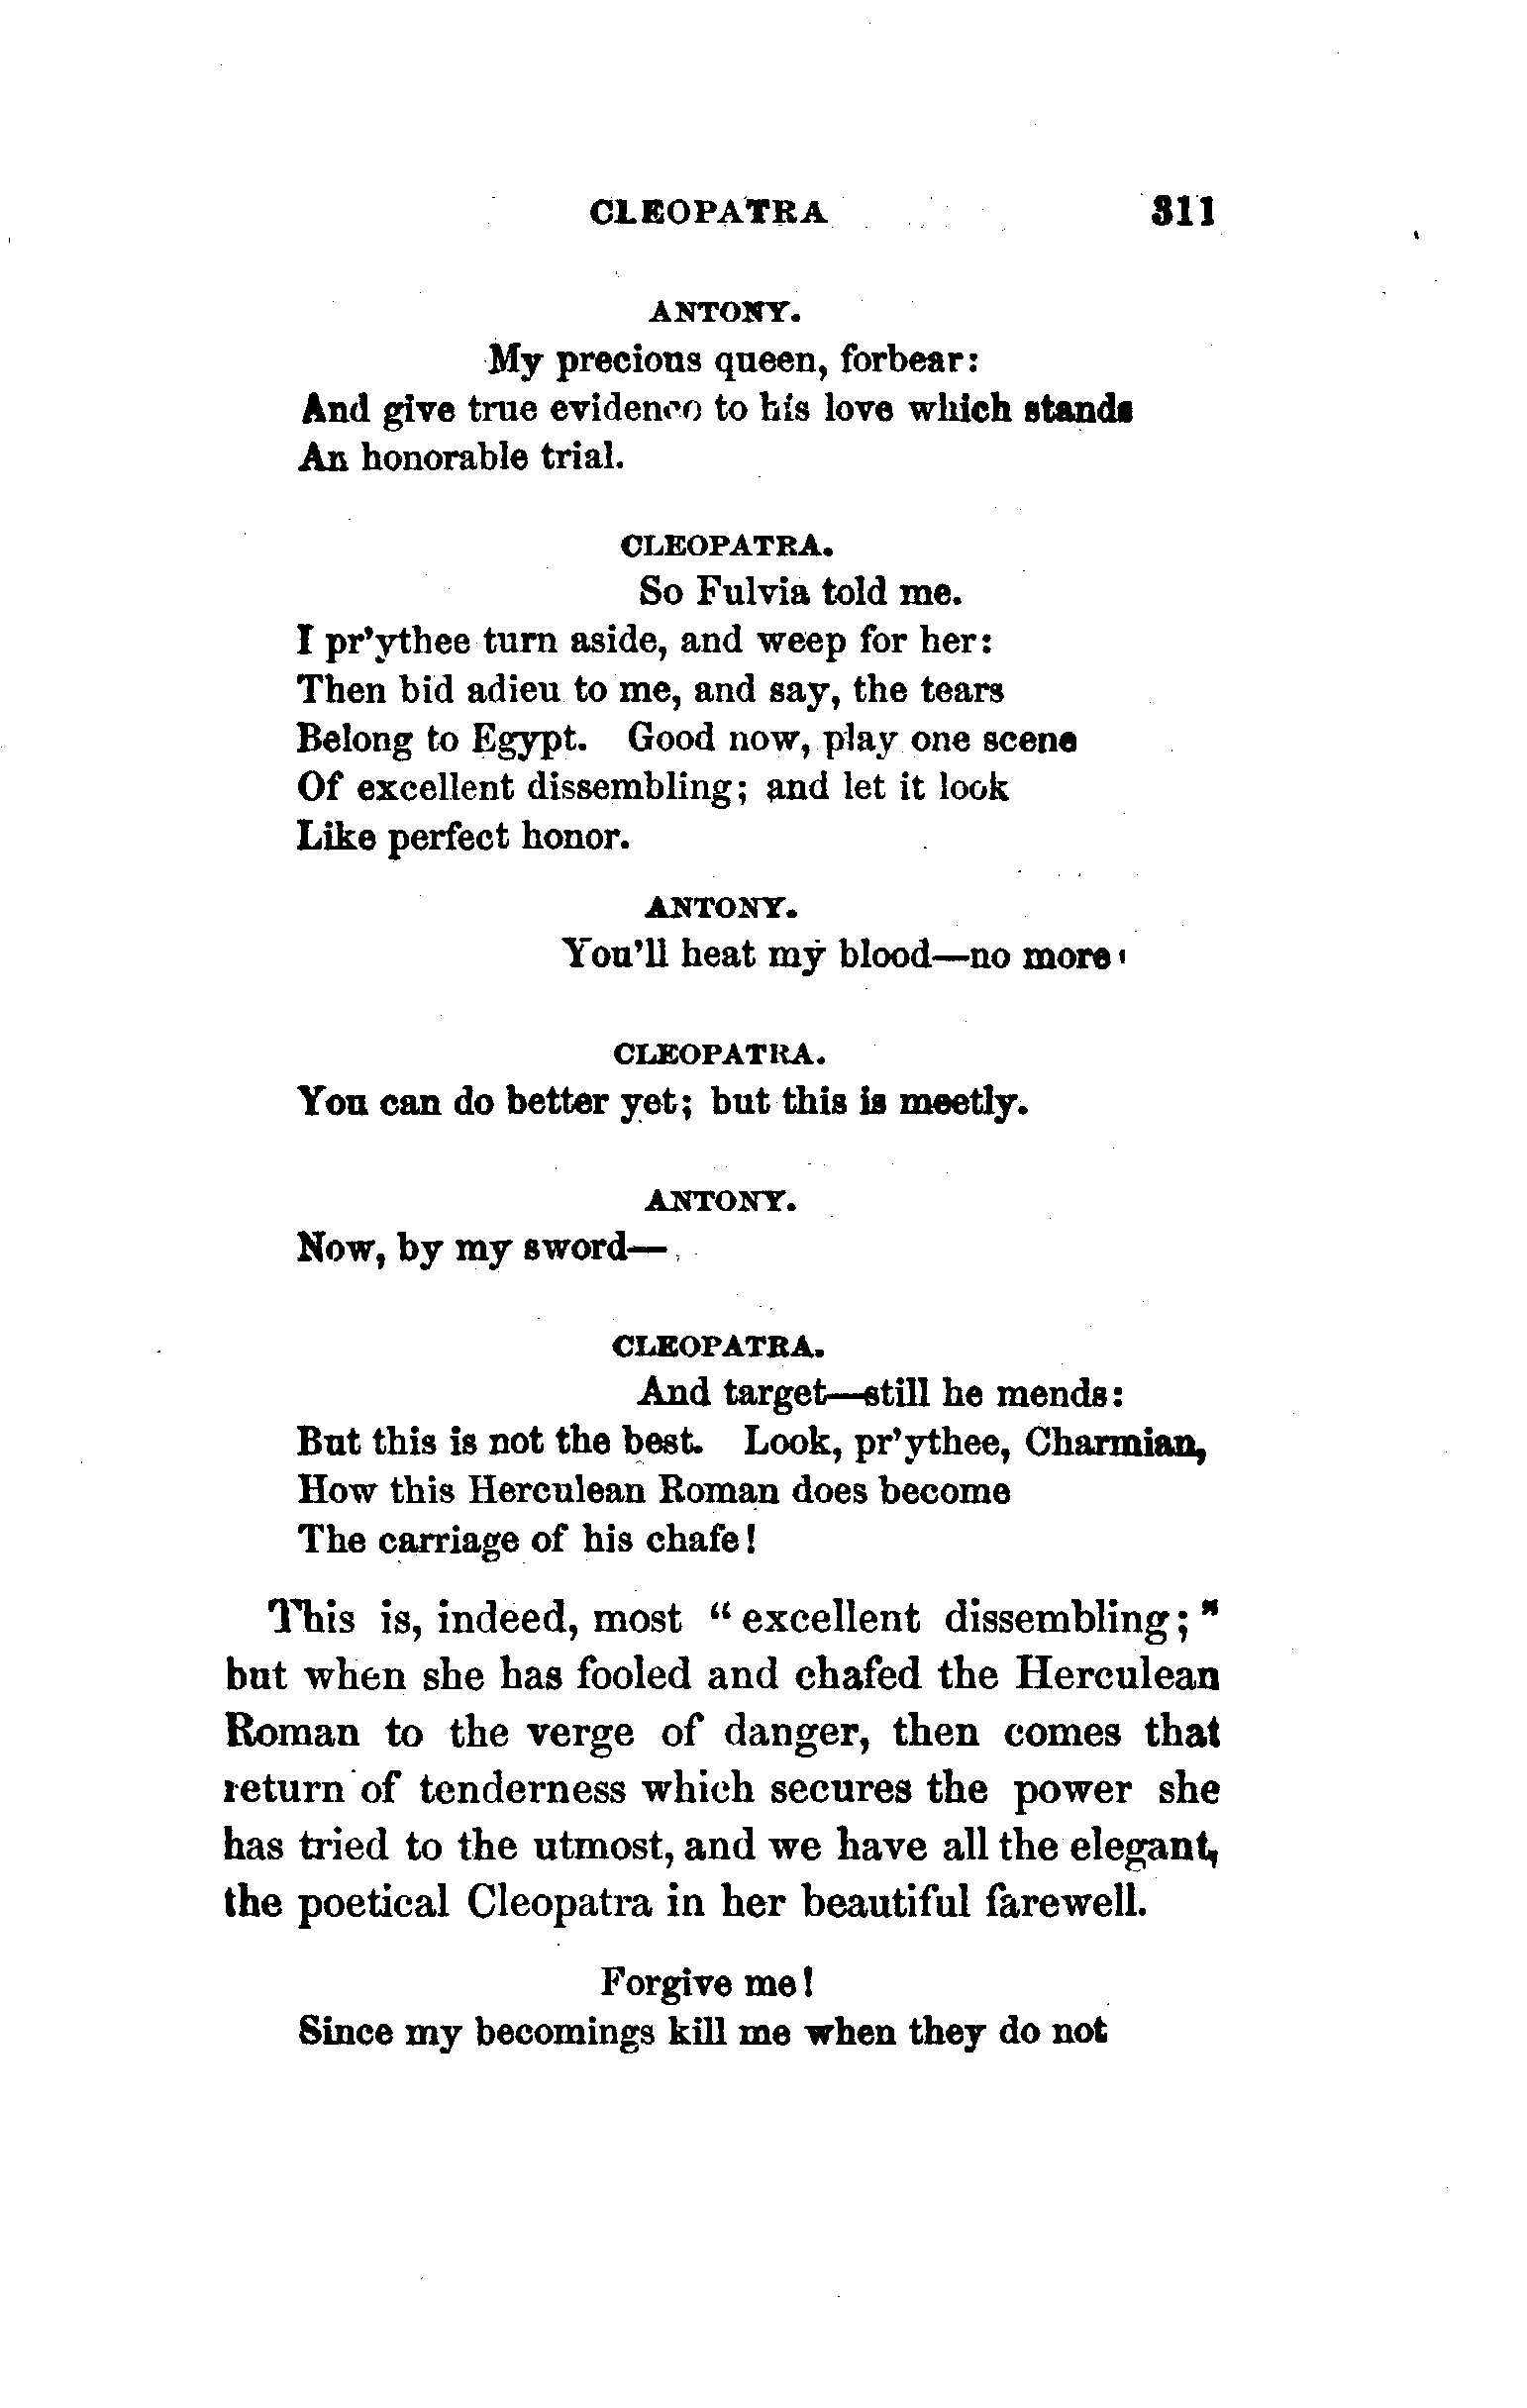 CLEOPATRA 311
ANTONY.
My precious queen, forbear:
And give true evidence to his love which stands
An honorable trial.
CLEOPATRA.
So Fulvia told me.
I pr'ythee turn aside, and weep for her:
Then bid adieu to me, and say, the tears
Belong to Egypt. Good now, play one scene
Of excellent dissembling; and let it look
Like perfect honor.
ANTONY.
You'll heat my blood—no more!
CLEOPATRA.
You can do better yet; but this is meetly.
ANTONY.
Now, by my sword—
CLEOPATRA.
And target—still he mends:
But this is not the best. Look, pr'ythee, Charmian,
How this Herculean Roman does become
The carriage of his chafe!
This is, indeed, most "excellent dissembling;"
but when she has fooled and chafed the Herculean
Roman to the verge of danger, then comes that
return of tenderness which secures the power she
has tried to the utmost, and we have all the elegant,
the poetical Cleopatra in her beautiful farewell.
Forgive me!
Since my becomings kill me when they do not